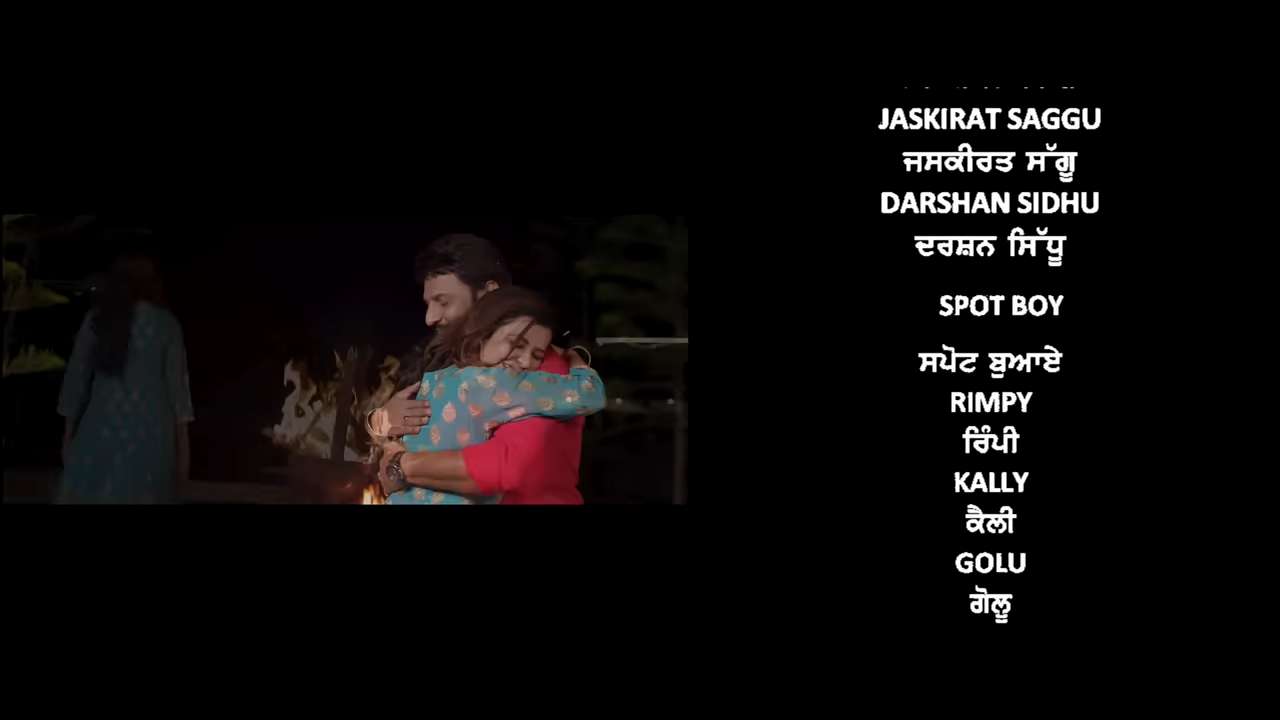 JASKIRAT SAGGU
ਜਸਕੀਰਤ ਸੱਗੂ
DARSHAN SIDHU
ਦਰਸ਼ਨ ਸਿੱਧੂ
SPOT BOY
ਸਪੋਟ ਬੁਆਏ
RIMPY
ਰਿੰਪੀ
KALLY
ਕੈਲੀ
GOLU
ਗੋਲੂ